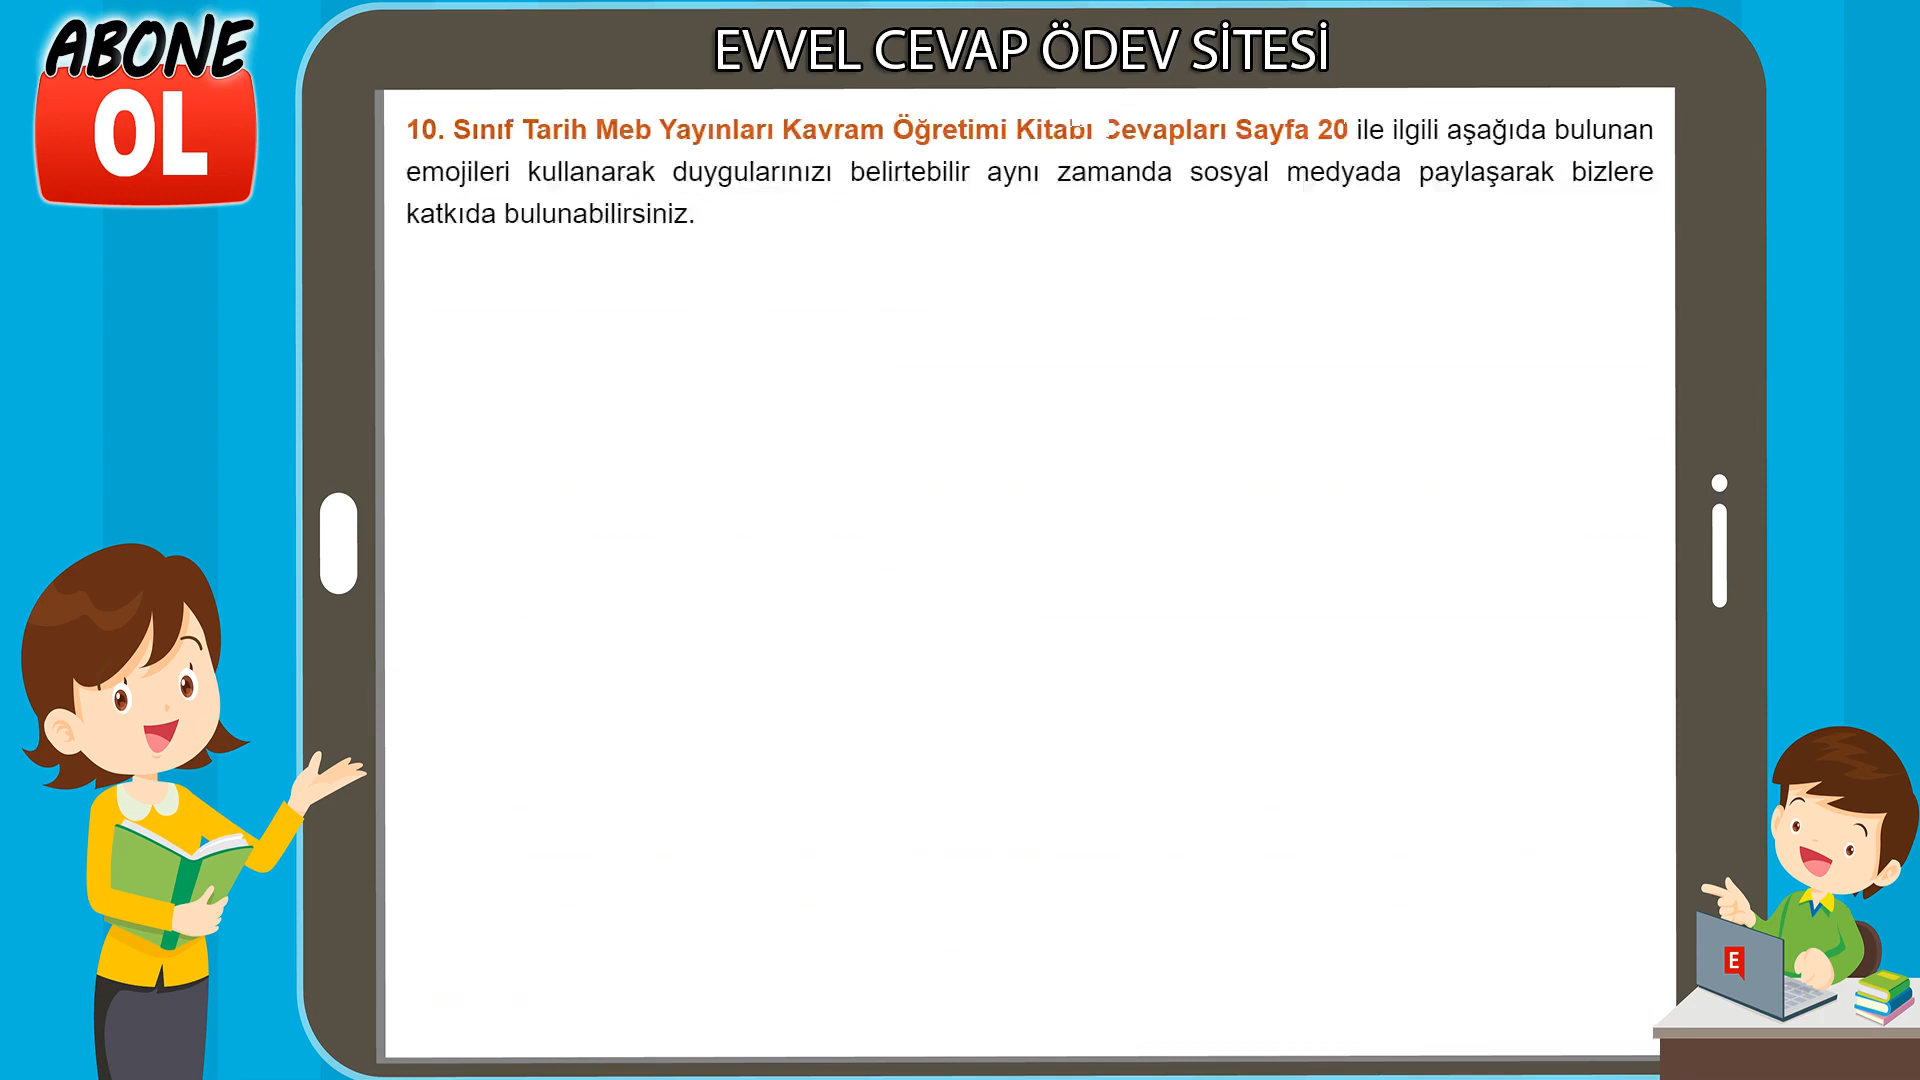 ABONE
OL
EVVEL CEVAP ÖDEV SİTESİ
10. Sınıf Tarih Meb Yayınları Kavram Öğretimi Kitabı Cevapları Sayfa 20 ile ilgili aşağıda bulunan
emojileri kullanarak duygularınızı belirtebilir aynı zamanda sosyal medyada paylaşarak bizlere
katkıda bulunabilirsiniz.
E